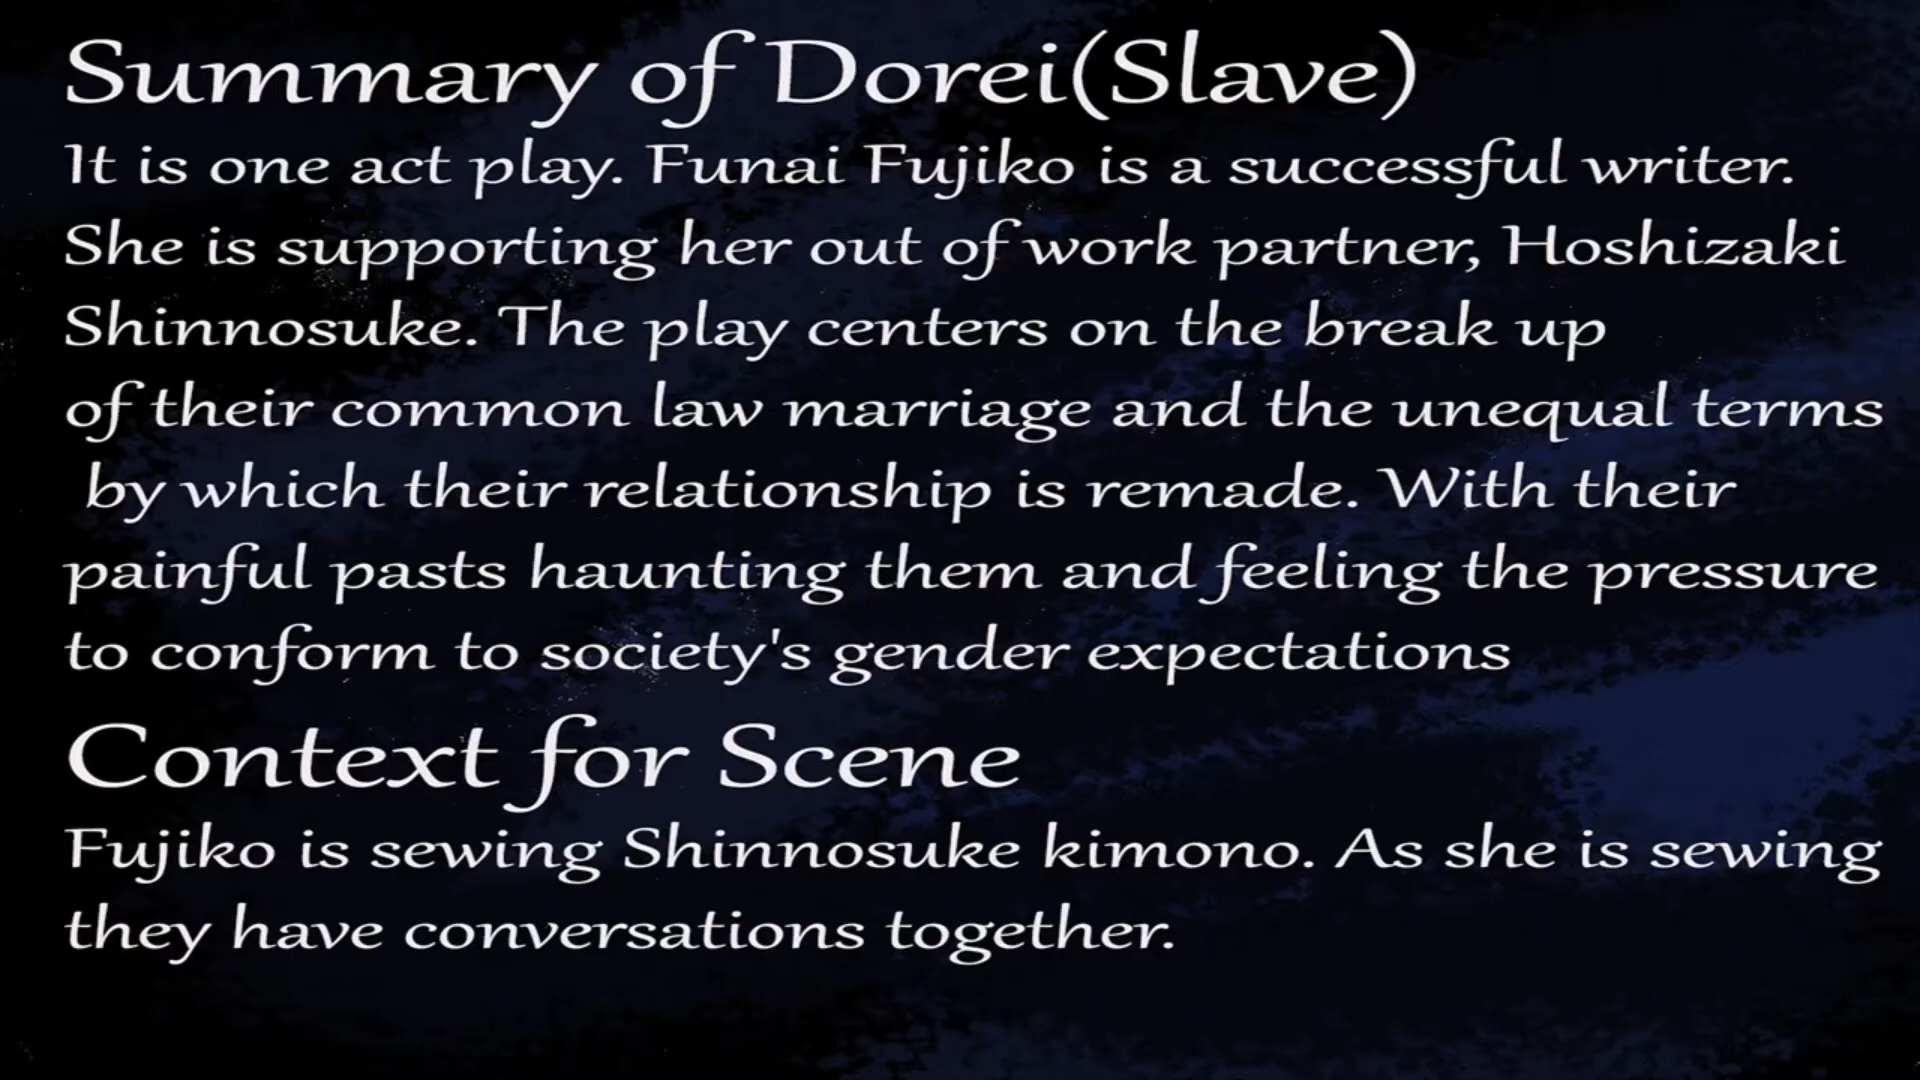 Summary of Dorei(Slave)
It is one act play. Funai Fujiko is a successful writer.
She is supporting her out of work partner, Hoshizaki
Shinnosuke. The play centers on the break up
of their common law marriage and the unequal terms
by which their relationship is remade. With their
painful pasts haunting them and feeling the pressure
to conform to society's gender expectations
Context for Scene
Fujiko is sewing Shinnosuke kimono. As she is sewing
they have conversations together.